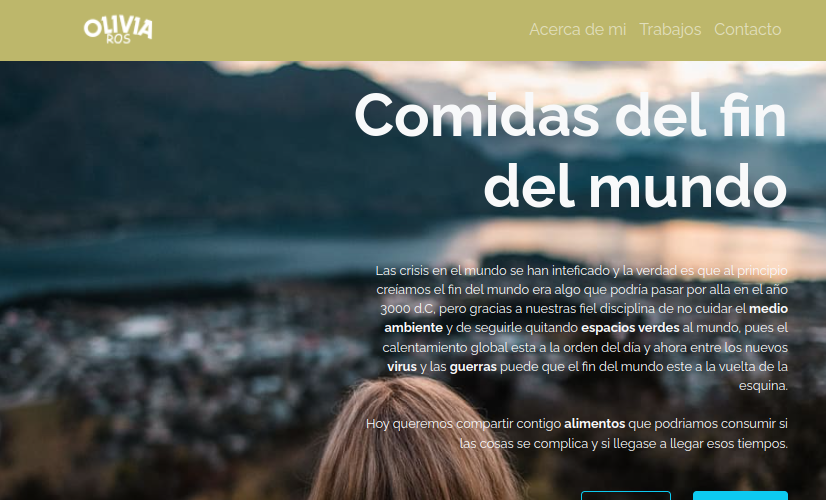 OLIVIA
ROS
Acerca de mi Trabajos Contacto
Comidas del fin
del mundo
Las crisis en el mundo se han inteficado y la verdad es que al principio
creíamos el fin del mundo era algo que podría pasar por alla en el año
3000 d.C, pero gracias a nuestras fiel disciplina de no cuidar el medio
ambiente y de seguirle quitando espacios verdes al mundo, pues el
calentamiento global esta a la orden del día y ahora entre los nuevos
virus y las guerras puede que el fin del mundo este a la vuelta de la
esquina.
Hoy queremos compartir contigo alimentos que podriamos consumir si
las cosas se complica y si llegase a llegar esos tiempos.